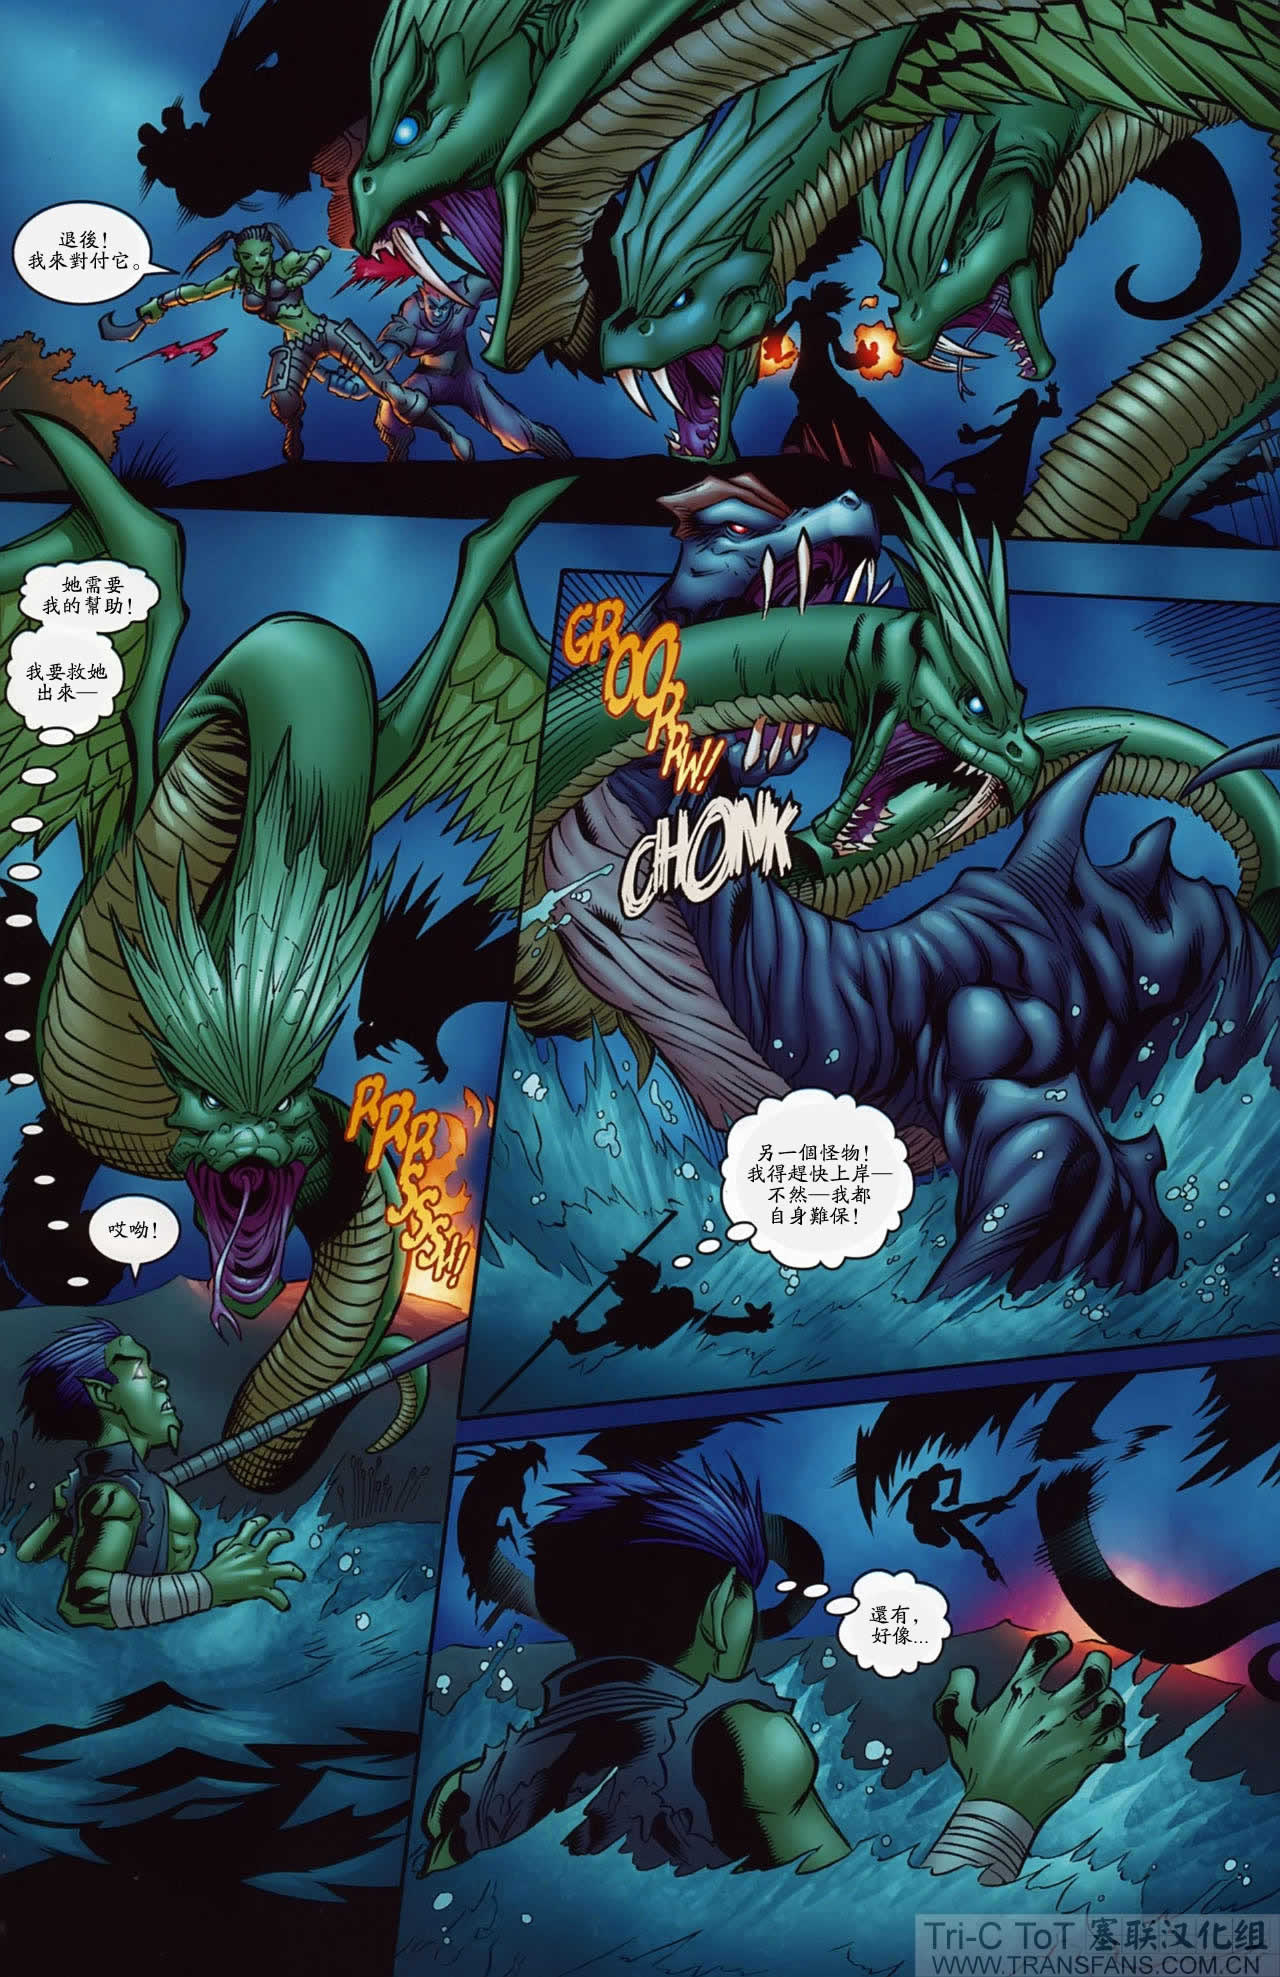 退後！
我來對付它。
她需要
我的幫助！
我要救她
出來—
GROORRW!
CHONK
RRRESSSS!!
哎呦！
另一個怪物！
我得趕快上岸—
不然—我都
自身難保！
還有，
好像…
Tri-C ToT 塞联汉化组
WWW.TRANSFANS.COM.CN